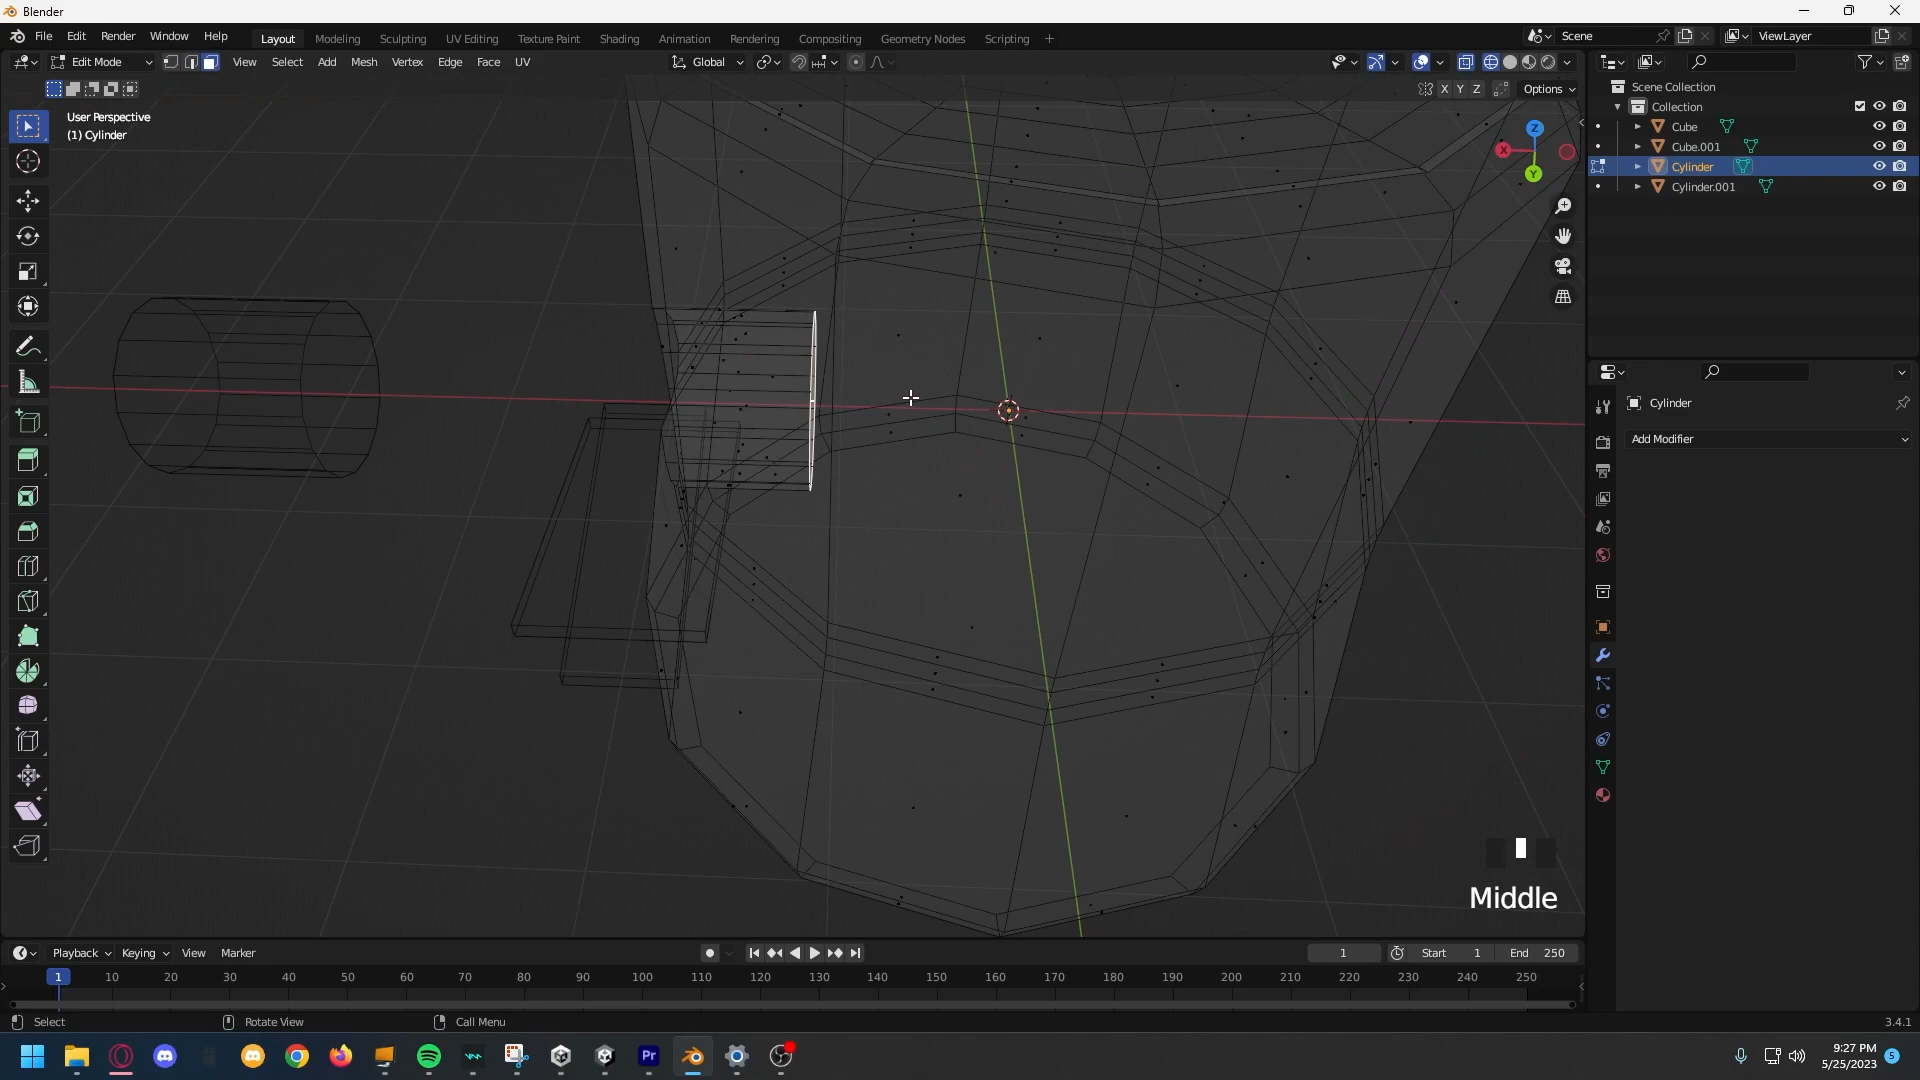 Blender
File Edit Render Window Help Layout Modeling Sculpting UV Editing Texture Paint Shading Animation Rendering Compositing Geometry Nodes Scripting + Scene ViewLayer
Edit Mode View Select Add Mesh Vertex Edge Face UV Global
X Y Z Options
User Perspective
(1) Cylinder
Z
X
Y
Scene Collection
Collection
Cube
Cube.001
Cylinder
Cylinder.001
Cylinder
Add Modifier
Middle
Playback Keying View Marker 1 Start 1 End 250
1 10 20 30 40 50 60 70 80 90 100 110 120 130 140 150 160 170 180 190 200 210 220 230 240 250
Select Rotate View Call Menu 3.4.1
Pr
9:27 PM
5/25/2023
5